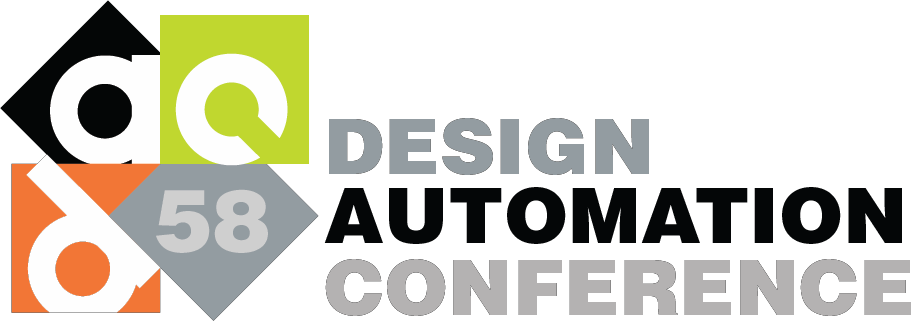 dac
58
DESIGN
AUTOMATION
CONFERENCE